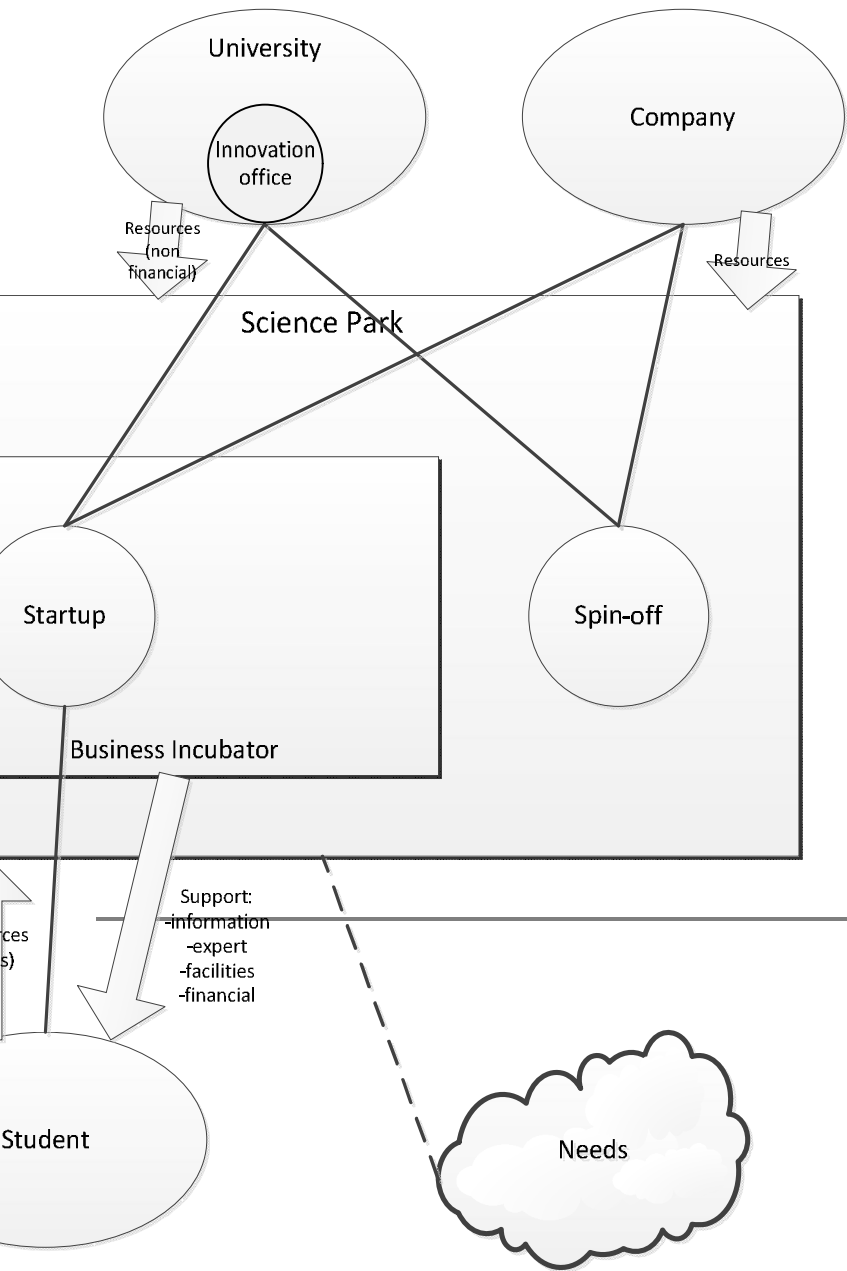 University
Company
Innovation
office
Resources
(non
financial)
Resources
Science Park
Startup
Spin-off
Business Incubator
Support:
-information
-expert
-facilities
-financial
Student
Needs